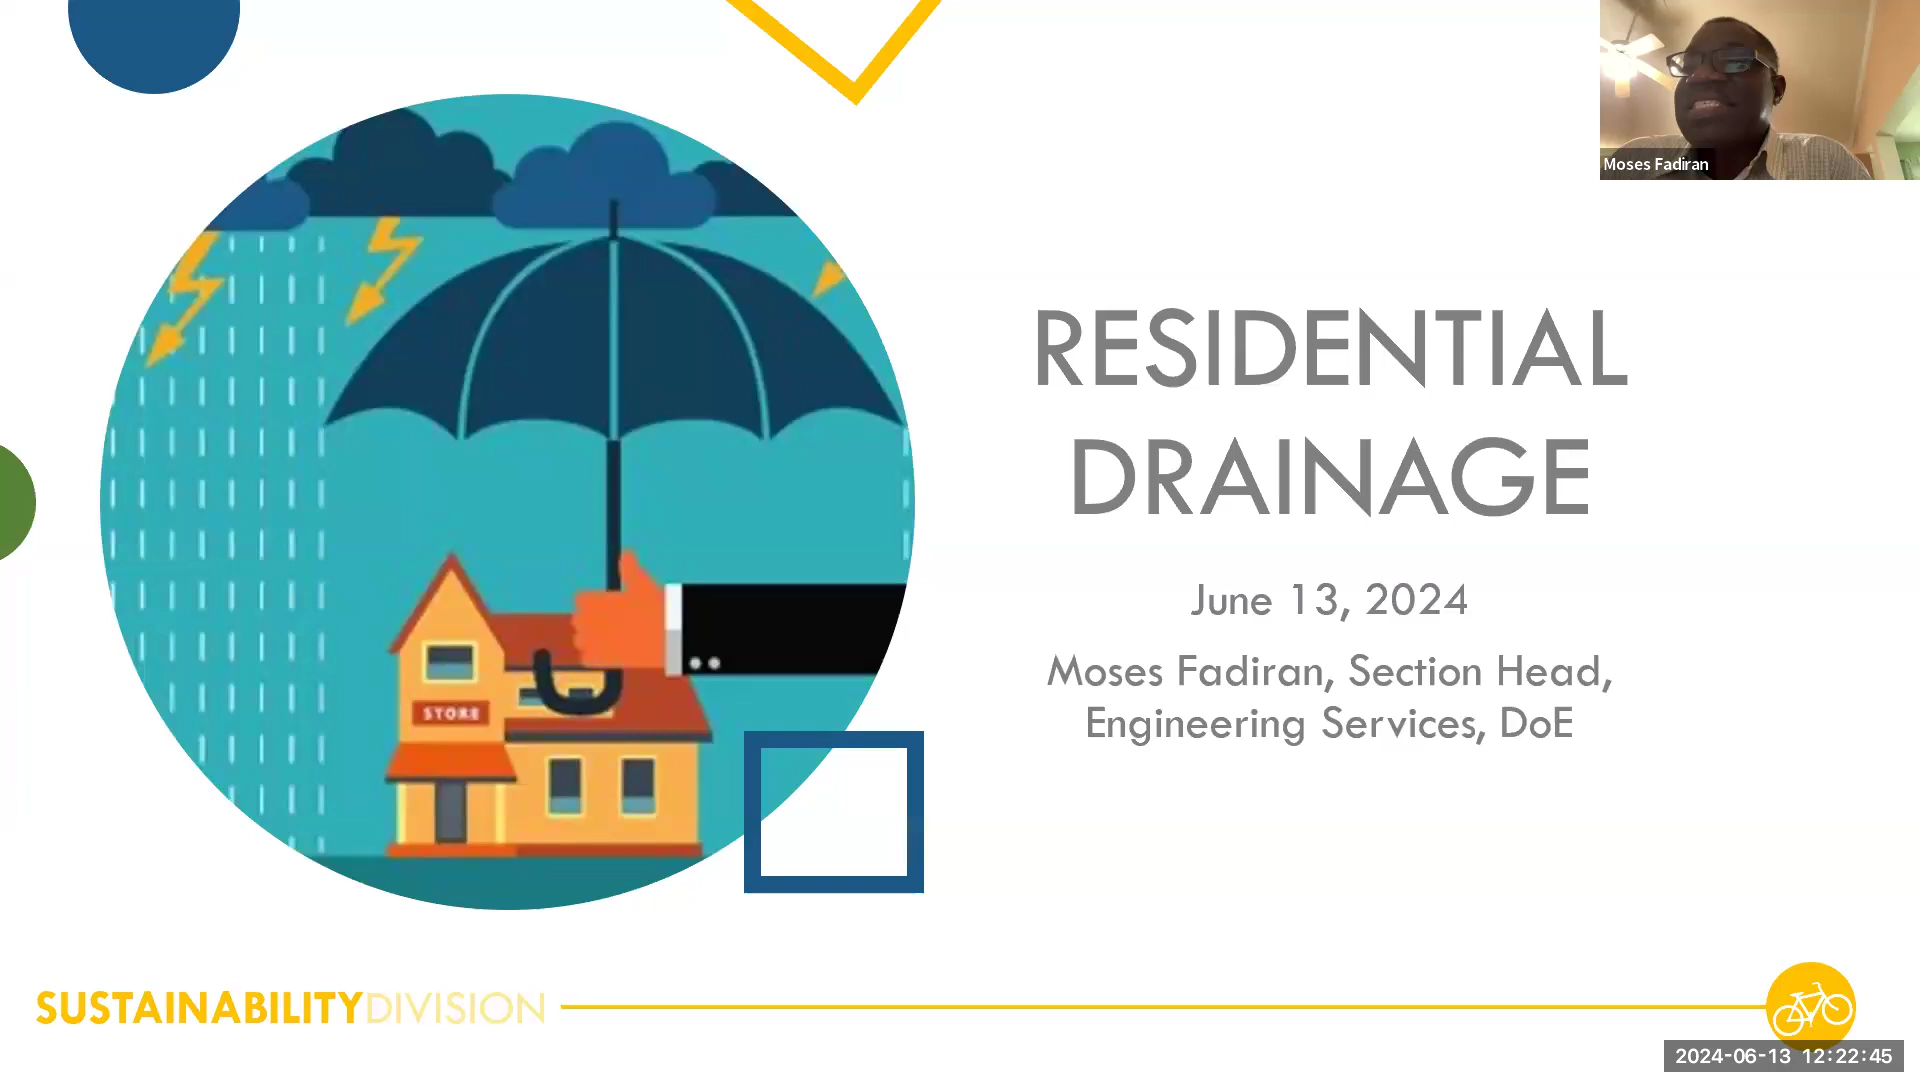 Moses Fadiran
RESIDENTIAL
DRAINAGE
June 13, 2024
Moses Fadiran, Section Head,
Engineering Services, DoE
STORE
SUSTAINABILITYDIVISION
2024-06-13 12:22:45